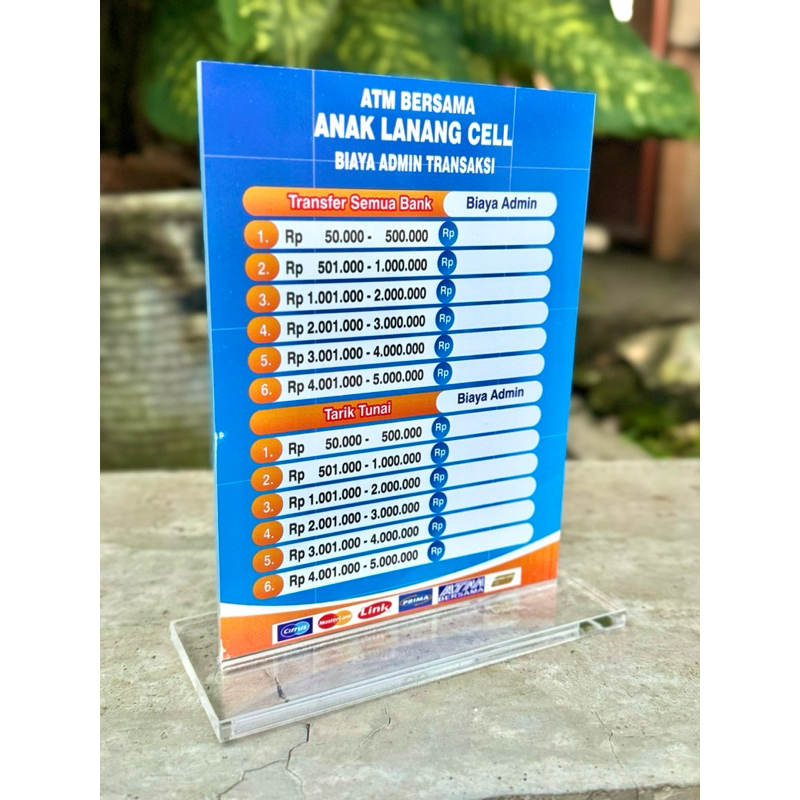 ATM BERSAMA
ANAK LANANG CELL
BIAYA ADMIN TRANSAKSI
Transfer Semua Bank Biaya Admin
1. Rp 50.000 - 500.000 Rp
2. Rp 501.000 - 1.000.000 Rp
3. Rp 1.001.000 - 2.000.000 Rp
4. Rp 2.001.000 - 3.000.000 Rp
5. Rp 3.001.000 - 4.000.000 Rp
6. Rp 4.001.000 - 5.000.000 Rp
Tarik Tunai Biaya Admin
1. Rp 50.000 - 500.000 Rp
2. Rp 501.000 - 1.000.000 Rp
3. Rp 1.001.000 - 2.000.000 Rp
4. Rp 2.001.000 - 3.000.000 Rp
5. Rp 3.001.000 - 4.000.000 Rp
6. Rp 4.001.000 - 5.000.000 Rp
Cirrus MasterCard Link PRIMA ATM BERSAMA